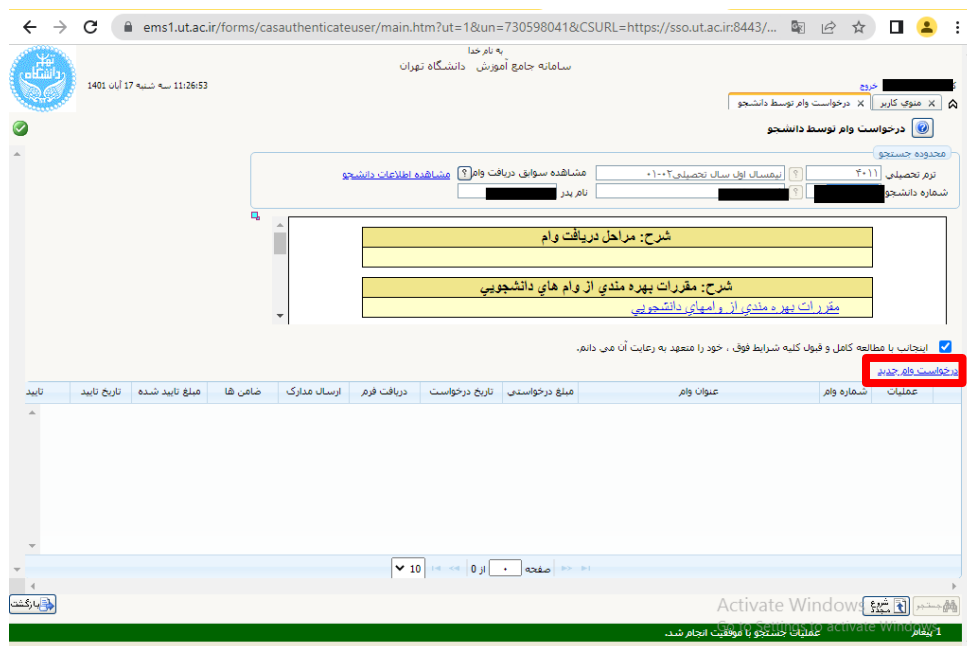 ems1.ut.ac.ir/forms/casauthenticateuser/main.htm?ut=1&un=730598041&CSURL=https://sso.ut.ac.ir:8443/...
به نام خدا
سامانه جامع آموزش دانشگاه تهران
11:26:53 سه شنبه 17 آبان 1401
خروج
منوی کاربر x درخواست وام توسط دانشجو x
درخواست وام توسط دانشجو
محدوده جستجو
ترم تحصیلی ۴۰۱۱ نیمسال اول سال تحصیلی۰۲-۰۱ مشاهده سوابق دریافت وام مشاهده اطلاعات دانشجو
شماره دانشجو نام پدر
شرح: مراحل دریافت وام
شرح: مقررات بهره مندي از وام هاي دانشجويي
مقررات بهره مندي از وامهاي دانشجويي
اینجانب با مطالعه کامل و قبول کلیه شرایط فوق ، خود را متعهد به رعایت آن می دانم.
درخواست وام جدید
عملیات شماره وام عنوان وام مبلغ درخواستی تاریخ درخواست دریافت فرم ارسال مدارک ضامن ها مبلغ تایید شده تاریخ تایید تایید
صفحه ۰ از 0 10
Activate Windows
Go to Settings to activate Windows.
جستجو شروع مجدد بازگشت
1 پیغام عملیات جستجو با موفقیت انجام شد.